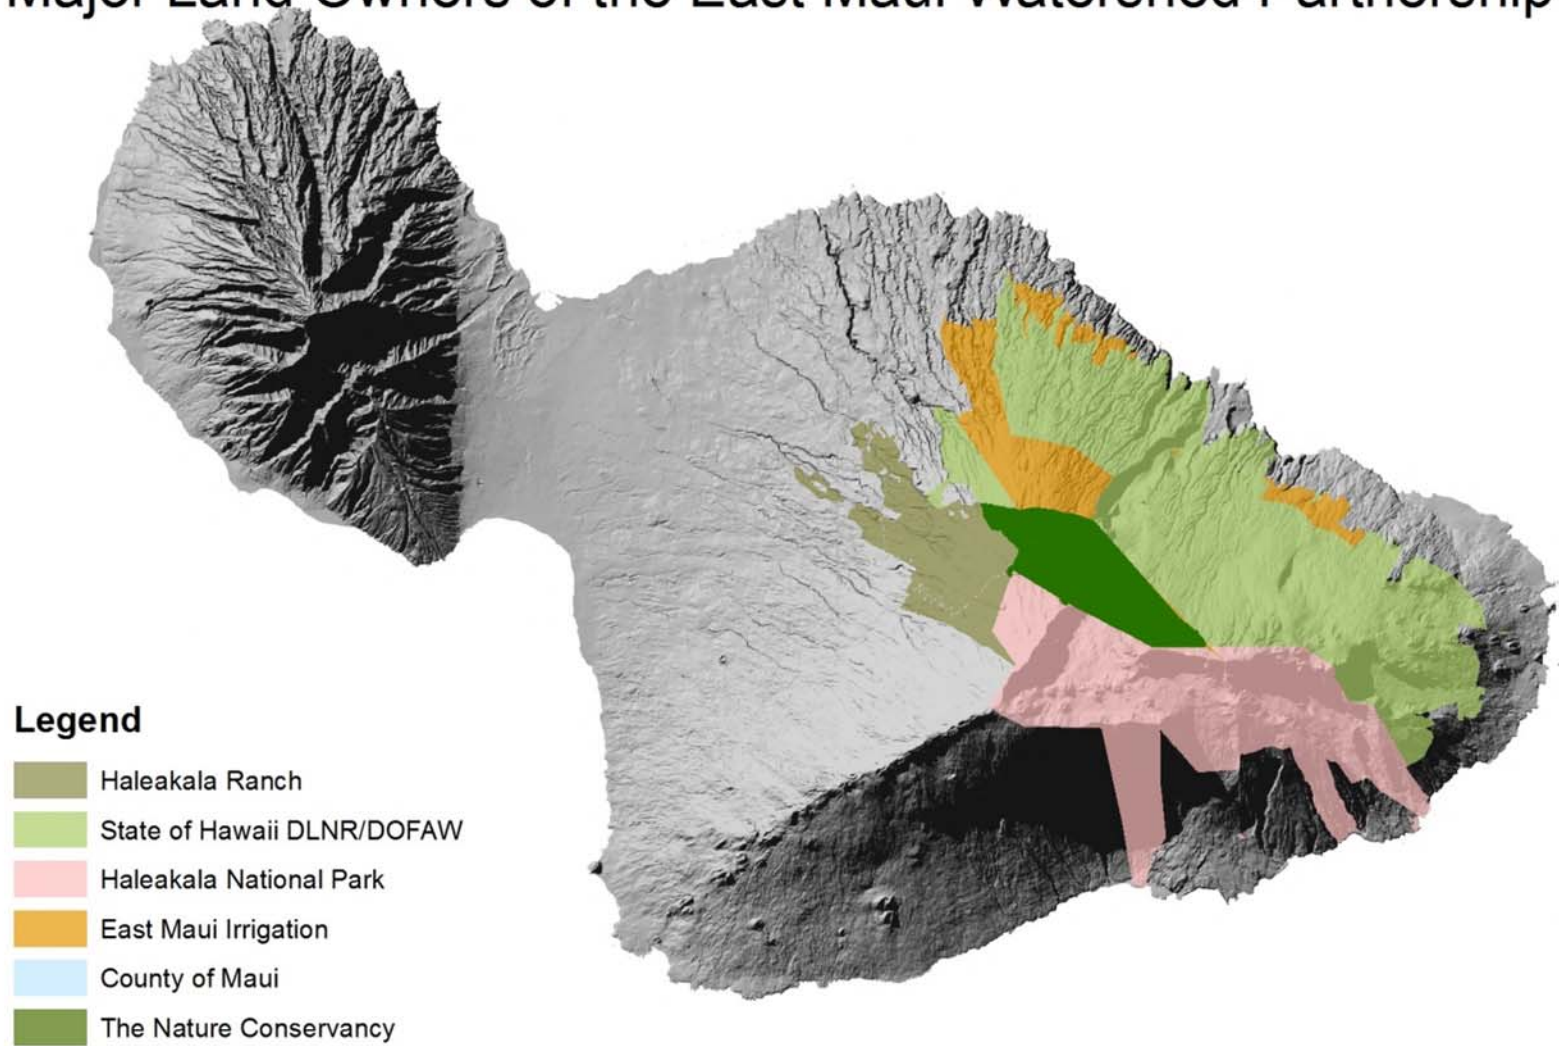 Major Land Owners of the East Maui Watershed Partnership
Legend
Haleakala Ranch
State of Hawaii DLNR/DOFAW
Haleakala National Park
East Maui Irrigation
County of Maui
The Nature Conservancy